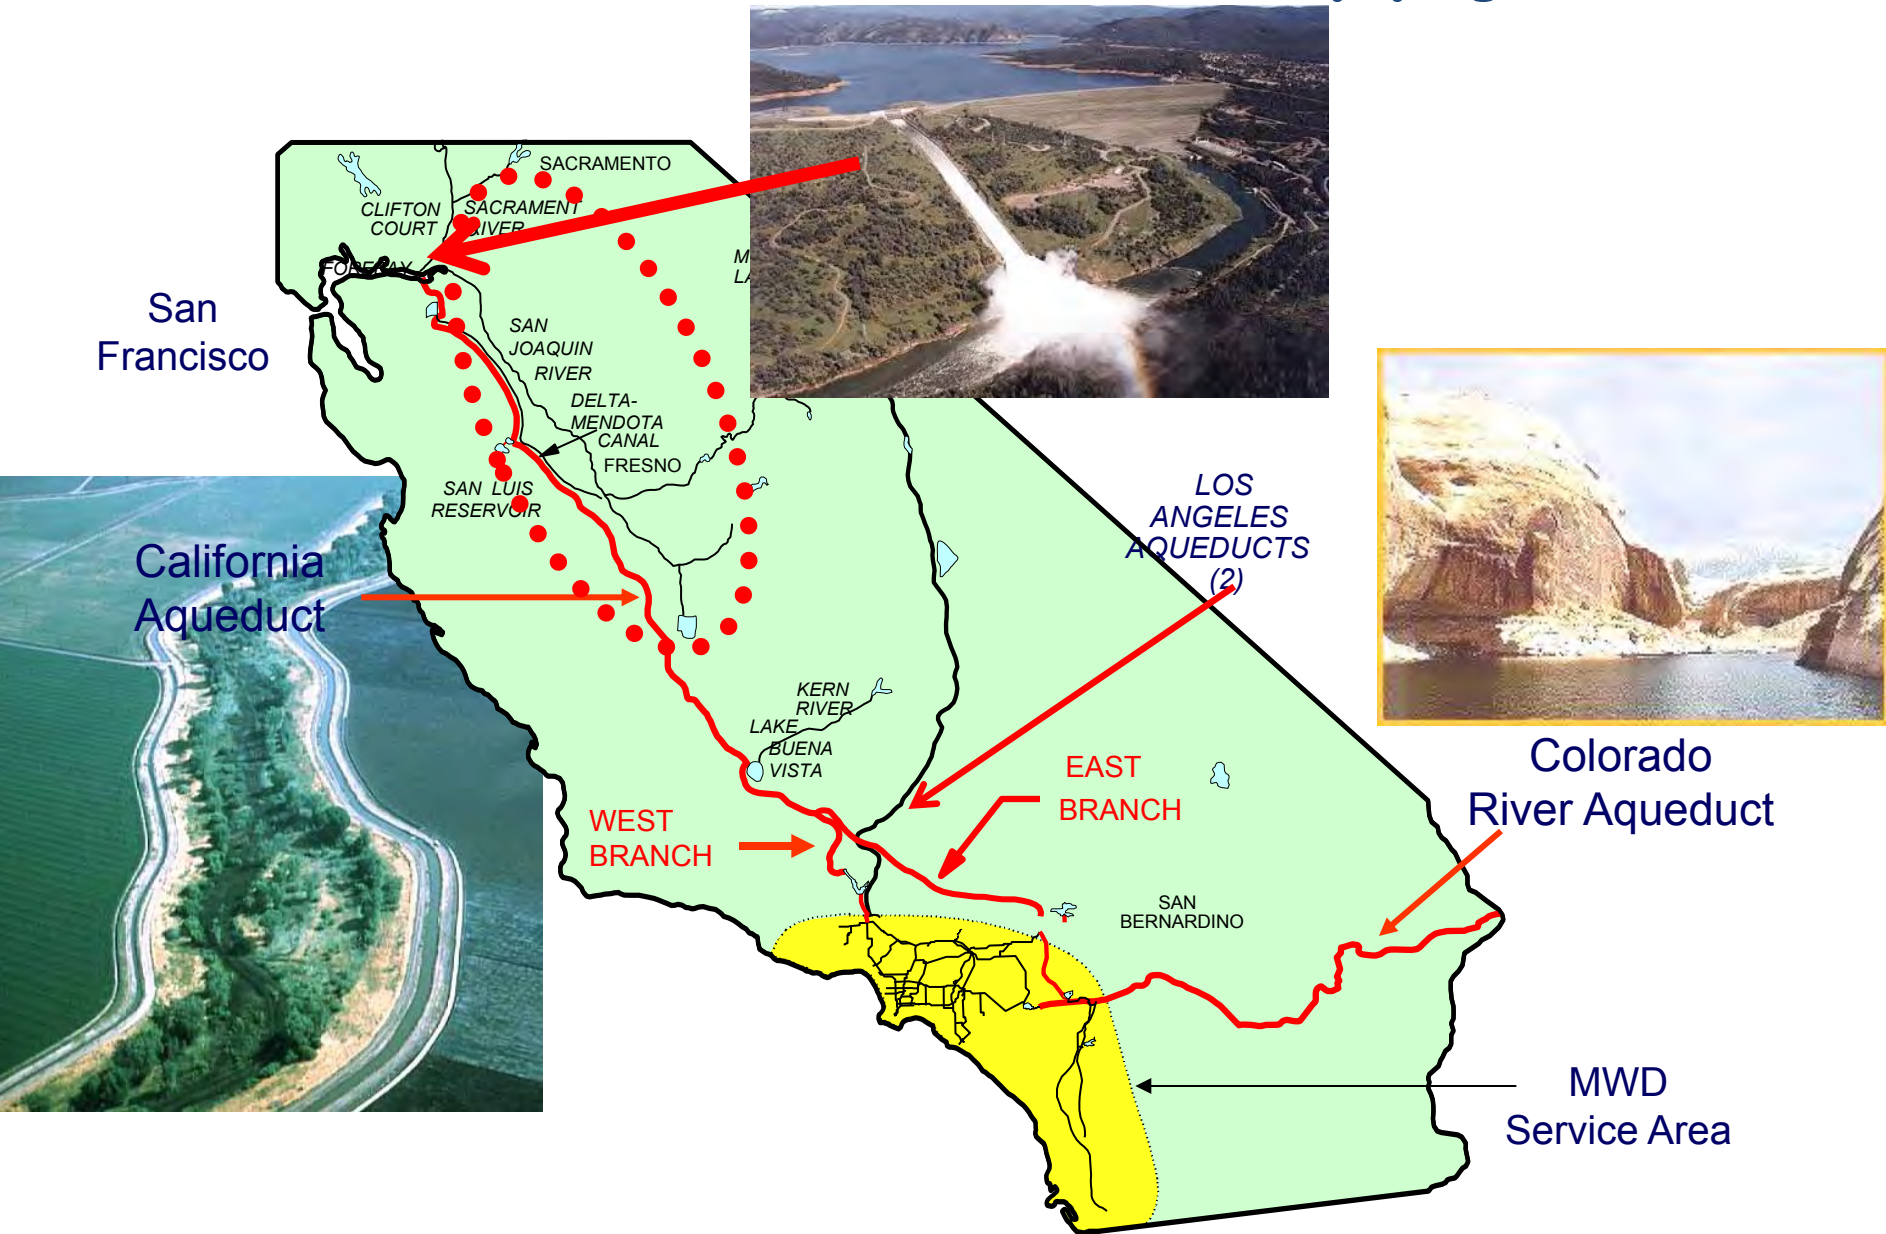 SACRAMENTO
CLIFTON
COURT
SACRAMENT
RIVER
FOREBAY
San
Francisco
SAN
JOAQUIN
RIVER
DELTA-
MENDOTA
CANAL
FRESNO
SAN LUIS
RESERVOIR
California
Aqueduct
LOS
ANGELES
AQUEDUCTS
(2)
KERN
RIVER
LAKE
BUENA
VISTA
EAST
BRANCH
WEST
BRANCH
Colorado
River Aqueduct
SAN
BERNARDINO
MWD
Service Area